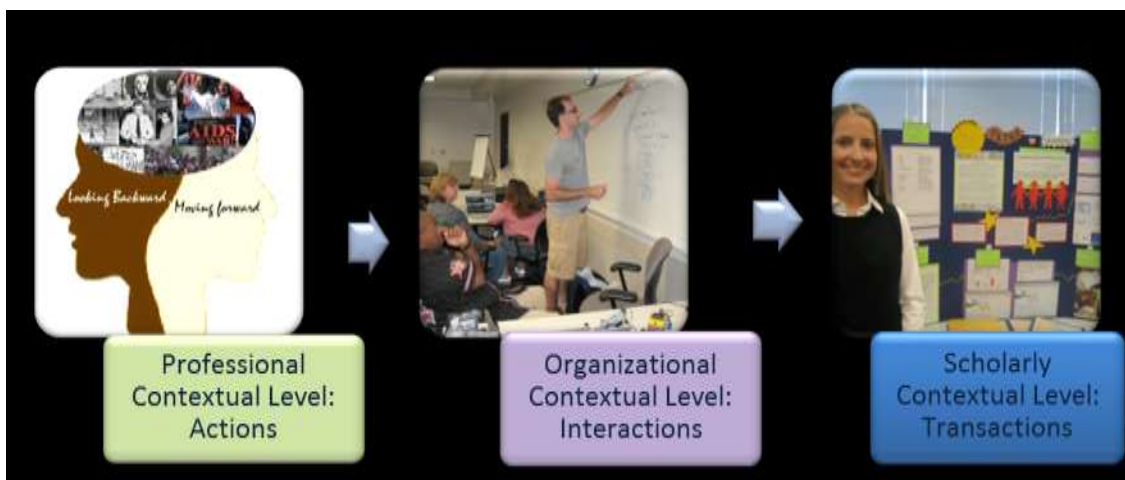 AIDS
Looking Backward
Moving forward
Professional
Contextual Level:
Actions
Organizational
Contextual Level:
Interactions
Scholarly
Contextual Level:
Transactions